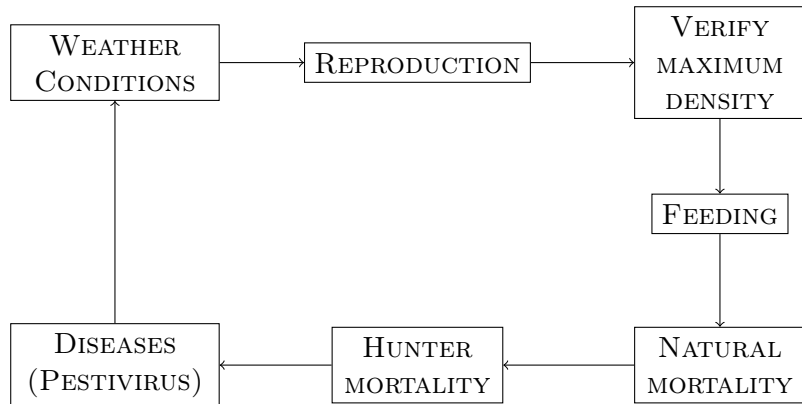 WEATHER
CONDITIONS
REPRODUCTION
VERIFY
MAXIMUM
DENSITY
FEEDING
NATURAL
MORTALITY
HUNTER
MORTALITY
DISEASES
(PESTIVIRUS)